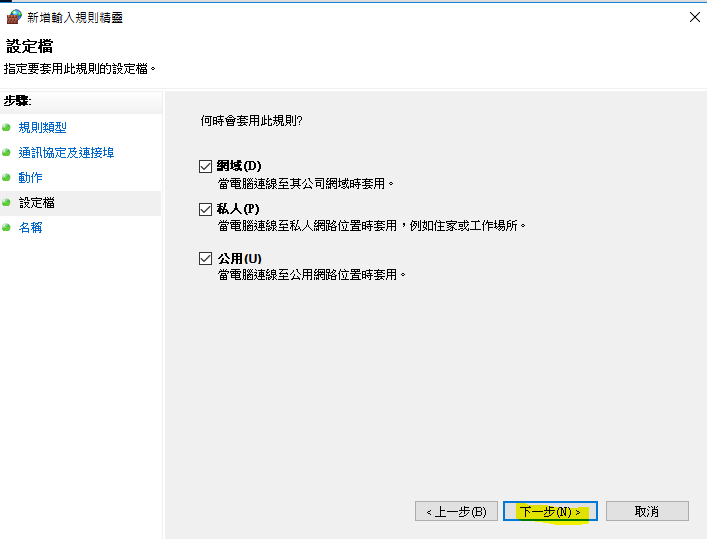 新增輸入規則精靈
設定檔
指定要套用此規則的設定檔。
步驟:
規則類型
通訊協定及連接埠
動作
設定檔
名稱
何時會套用此規則?
網域(D)
當電腦連線至其公司網域時套用。
私人(P)
當電腦連線至私人網路位置時套用，例如住家或工作場所。
公用(U)
當電腦連線至公用網路位置時套用。
< 上一步(B)
下一步(N) >
取消